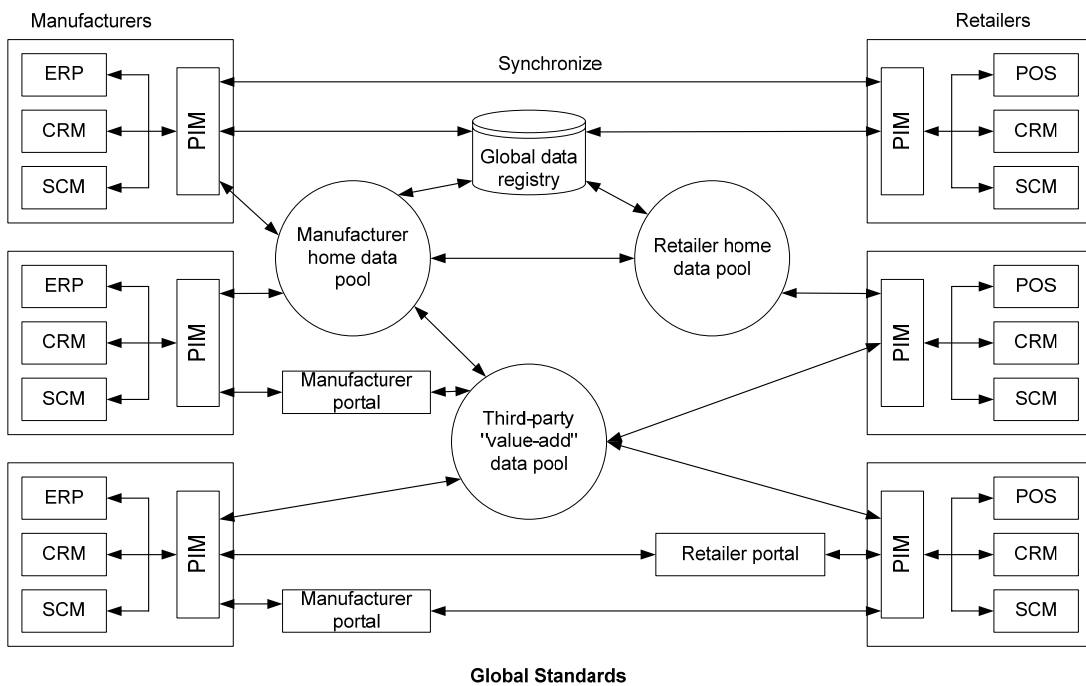 Manufacturers
Retailers
ERP
CRM
SCM
PIM
Synchronize
Global data
registry
PIM
POS
CRM
SCM
Manufacturer
home data
pool
Retailer home
data pool
ERP
CRM
SCM
PIM
Manufacturer
portal
Third-party
"value-add"
data pool
PIM
POS
CRM
SCM
ERP
CRM
SCM
PIM
Retailer portal
Manufacturer
portal
PIM
POS
CRM
SCM
Global Standards